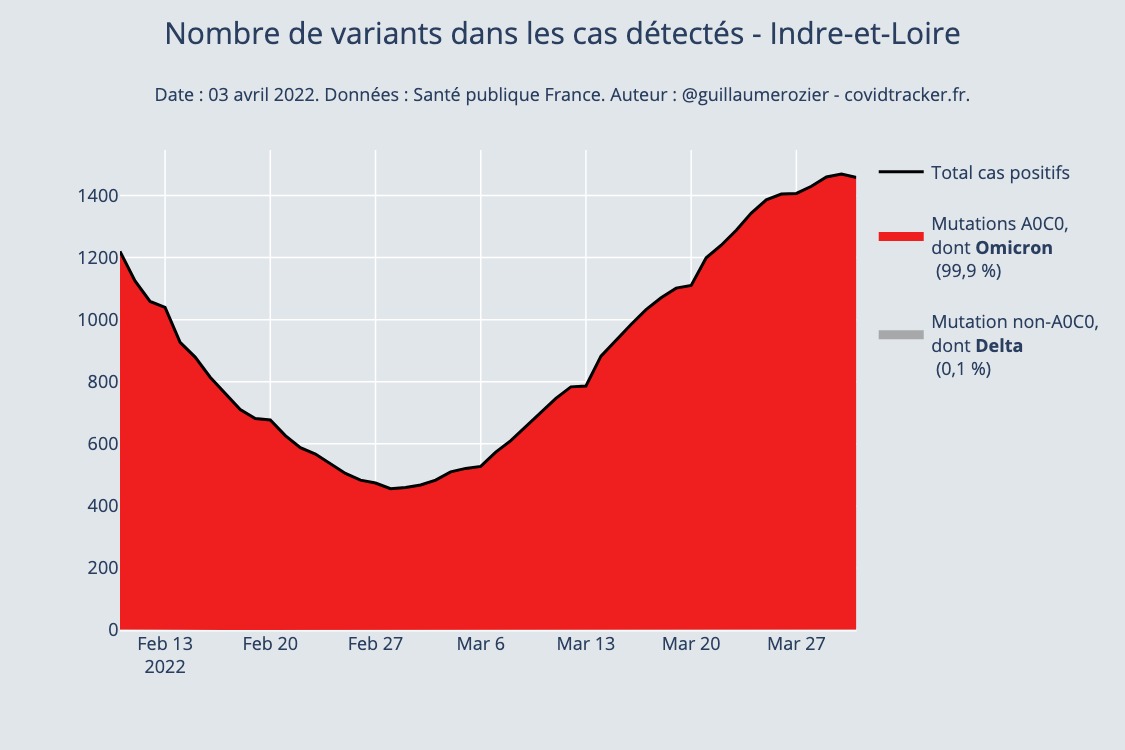 Nombre de variants dans les cas détectés - Indre-et-Loire
Date : 03 avril 2022. Données : Santé publique France. Auteur : @guillaumerozier - covidtracker.fr.
1400
1200
1000
800
600
400
200
0
Feb 13
2022
Feb 20
Feb 27
Mar 6
Mar 13
Mar 20
Mar 27
Total cas positifs
Mutations A0C0,
dont Omicron
(99,9 %)
Mutation non-A0C0,
dont Delta
(0,1 %)